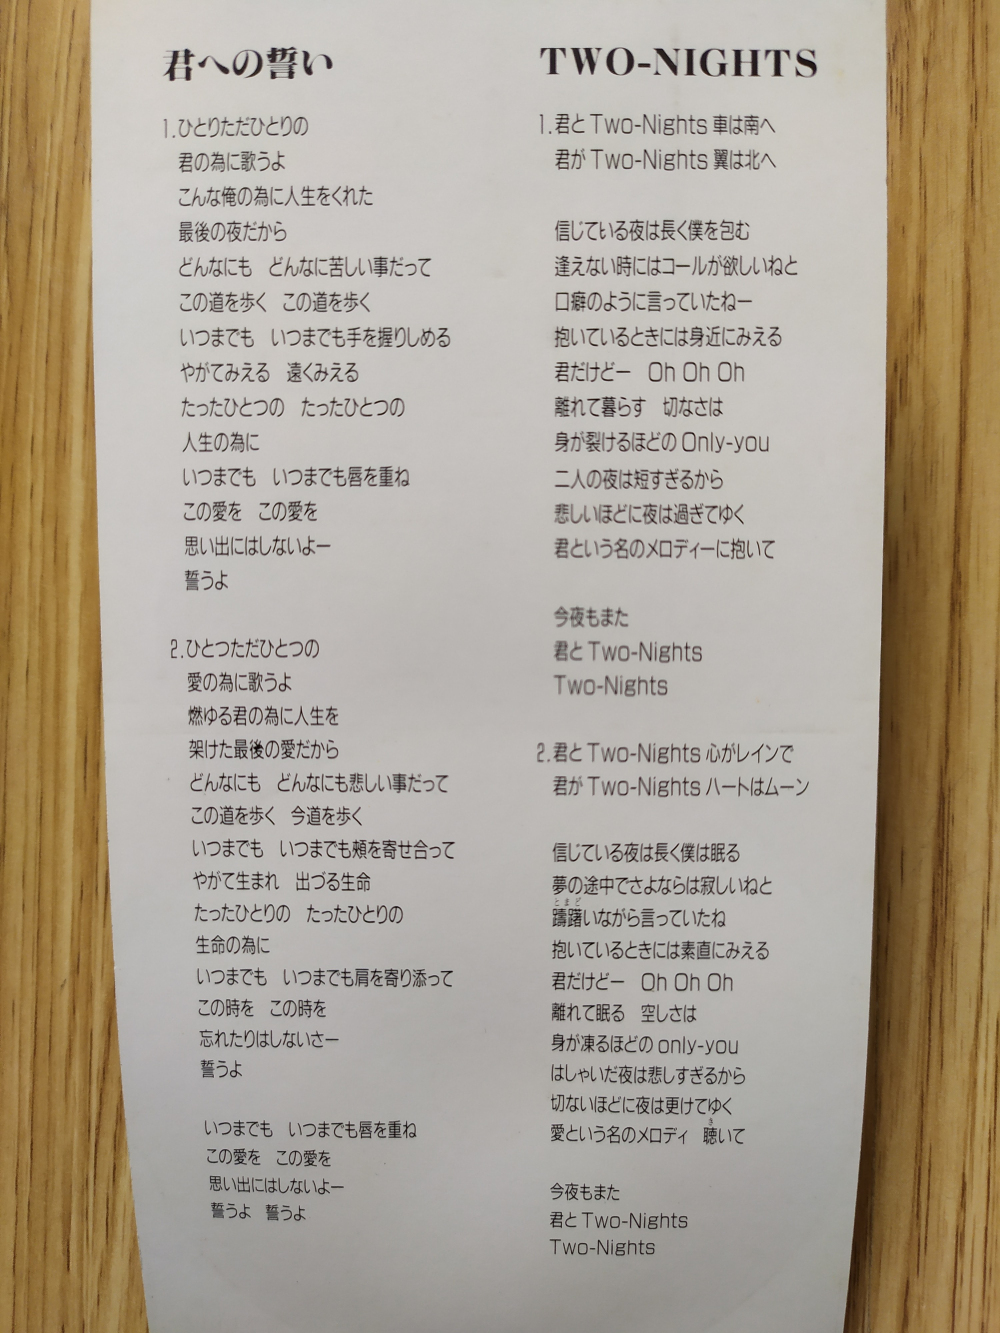 君への誓い
1.ひとりただひとりの
君の為に歌うよ
こんな俺の為に人生をくれた
最後の夜だから
どんなにも　どんなに苦しい事だって
この道を歩く　この道を歩く
いつまでも　いつまでも手を握りしめる
やがてみえる　遠くみえる
たったひとつの　たったひとつの
人生の為に
いつまでも　いつまでも唇を重ね
この愛を　この愛を
思い出にはしないよー
誓うよ
2.ひとつただひとつの
愛の為に歌うよ
燃ゆる君の為に人生を
架けた最後の愛だから
どんなにも　どんなにも悲しい事だって
この道を歩く　今道を歩く
いつまでも　いつまでも頬を寄せ合って
やがて生まれ　出づる生命
たったひとりの　たったひとりの
生命の為に
いつまでも　いつまでも肩を寄り添って
この時を　この時を
忘れたりはしないさー
誓うよ
いつまでも　いつまでも唇を重ね
この愛を　この愛を
思い出にはしないよー
誓うよ　誓うよ
TWO-NIGHTS
1.君とTwo-Nights 車は南へ
君がTwo-Nights 翼は北へ
信じている夜は長く僕を包む
逢えない時にはコールが欲しいねと
口癖のように言っていたねー
抱いているときには身近にみえる
君だけどー　Oh Oh Oh
離れて暮らす　切なさは
身が裂けるほどのOnly-you
二人の夜は短すぎるから
悲しいほどに夜は過ぎてゆく
君という名のメロディーに抱いて
今夜もまた
君とTwo-Nights
Two-Nights
2.君とTwo-Nights 心がレインで
君がTwo-Nights ハートはムーン
信じている夜は長く僕は眠る
夢の途中でさよならは寂しいねと
とまど
躊躇いながら言っていたね
抱いているときには素直にみえる
君だけどー　Oh Oh Oh
離れて眠る　空しさは
身が凍るほどのonly-you
はしゃいだ夜は悲しすぎるから
切ないほどに夜は更けてゆく
き
愛という名のメロディ　聴いて
今夜もまた
君とTwo-Nights
Two-Nights